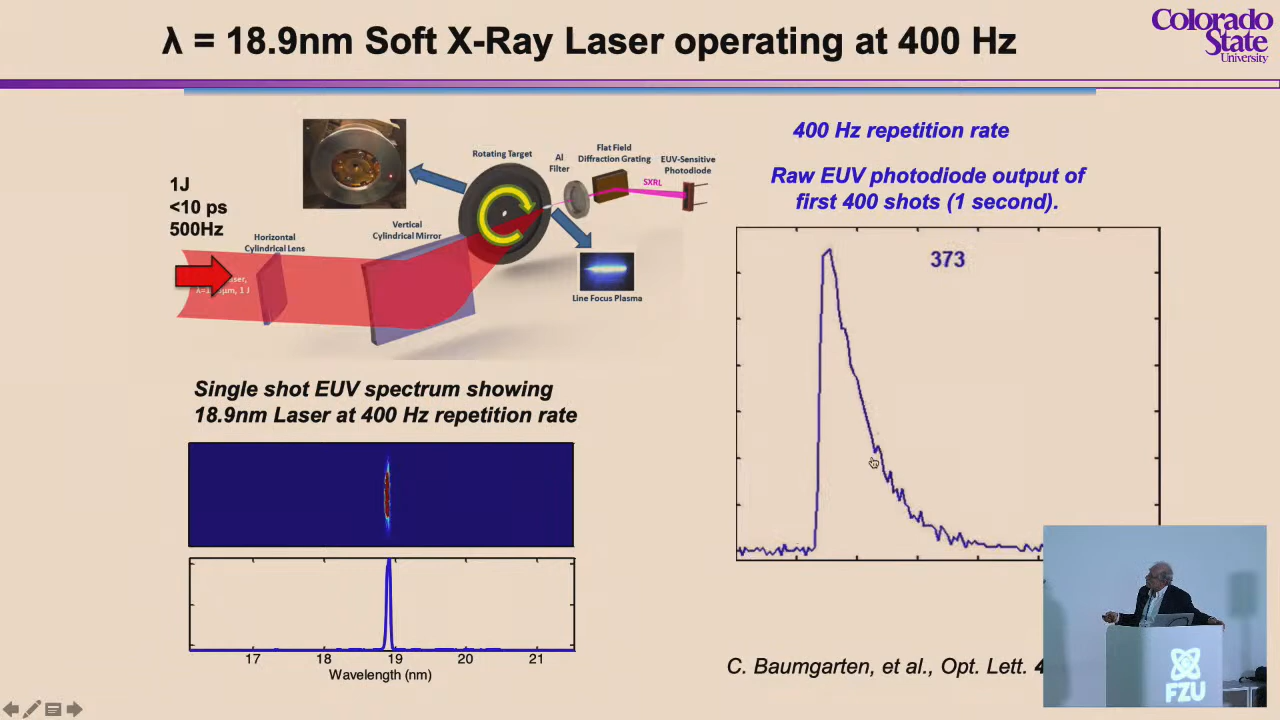 λ = 18.9nm Soft X-Ray Laser operating at 400 Hz
Colorado
State
University
400 Hz repetition rate
Raw EUV photodiode output of
first 400 shots (1 second).
373
1J
<10 ps
500Hz
Horizontal
Cylindrical Lens
Vertical
Cylindrical Mirror
Rotating Target
Al
Filter
Flat Field
Diffraction Grating
EUV-Sensitive
Photodiode
SXRL
Line Focus Plasma
1 J
Single shot EUV spectrum showing
18.9nm Laser at 400 Hz repetition rate
17 18 19 20 21
Wavelength (nm)
C. Baumgarten, et al., Opt. Lett. 4
FZU